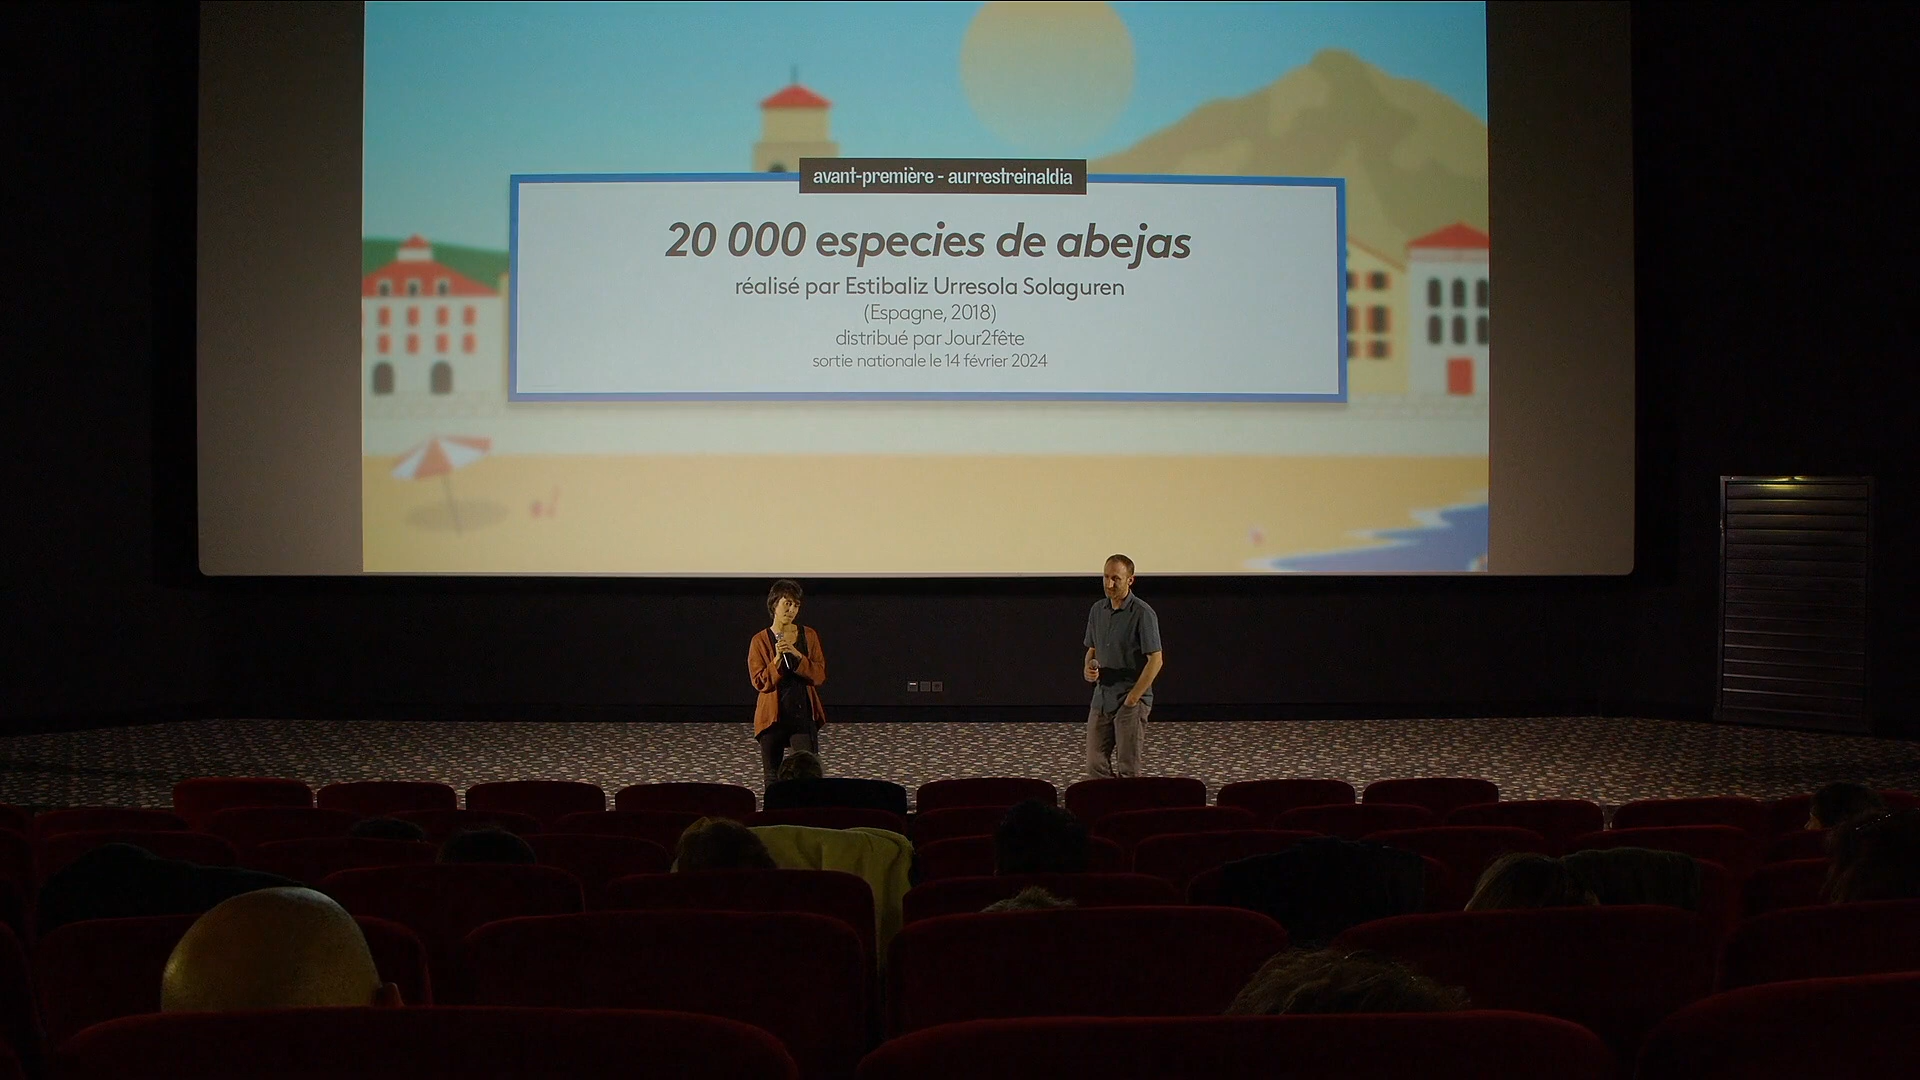 avant-première - aurrestreinaldia
20 000 especies de abejas
réalisé par Estibaliz Urresola Solaguren
(Espagne, 2018)
distribué par Jour2fête
sortie nationale le 14 février 2024